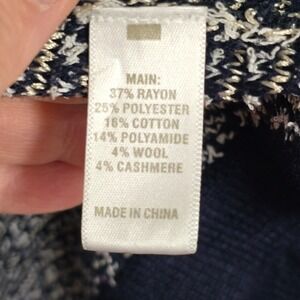 MAIN:
37% RAYON
25% POLYESTER
16% COTTON
14% POLYAMIDE
4% WOOL
4% CASHMERE
MADE IN CHINA